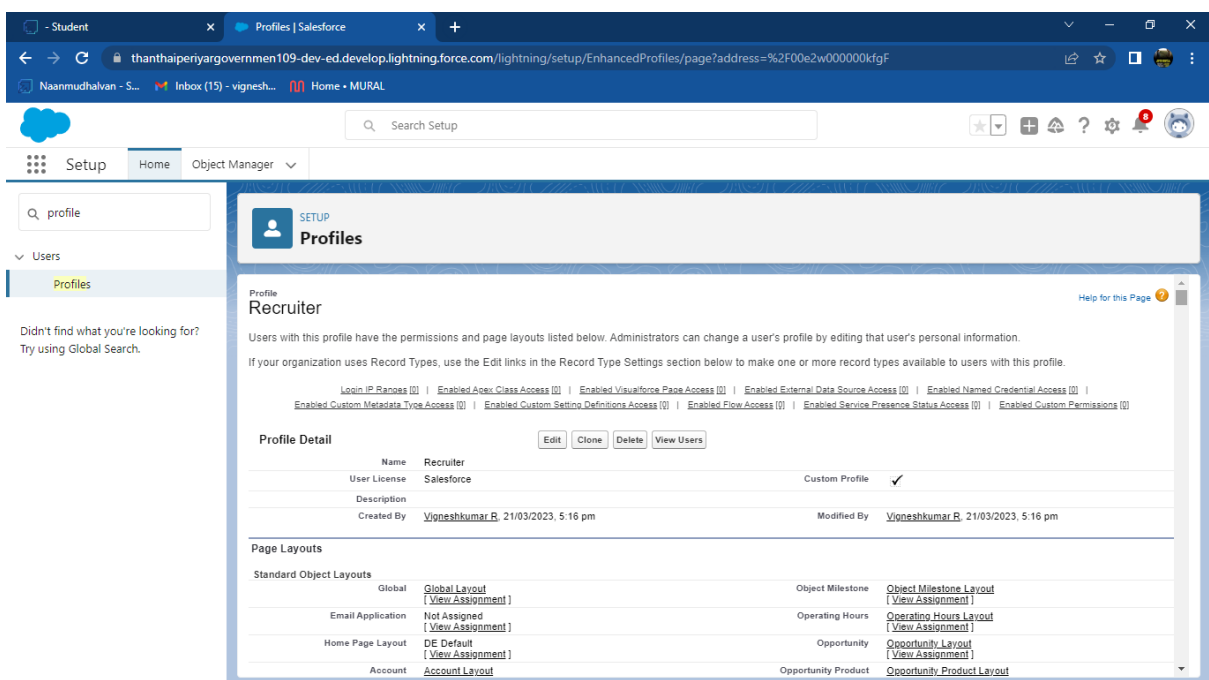 - Student
Profiles | Salesforce
thanthaiperiyargovernmen109-dev-ed.develop.lightning.force.com/lightning/setup/EnhancedProfiles/page?address=%2F00e2w000000kfgF
Naanmudhalvan - S...
Inbox (15) - vignesh...
Home • MURAL
Search Setup
8
Setup
Home
Object Manager
profile
Users
Profiles
Didn't find what you're looking for?
Try using Global Search.
SETUP
Profiles
Profile
Recruiter
Help for this Page
Users with this profile have the permissions and page layouts listed below. Administrators can change a user's profile by editing that user's personal information.
If your organization uses Record Types, use the Edit links in the Record Type Settings section below to make one or more record types available to users with this profile.
Login IP Ranges [0] | Enabled Apex Class Access [0] | Enabled Visualforce Page Access [0] | Enabled External Data Source Access [0] | Enabled Named Credential Access [0] |
Enabled Custom Metadata Type Access [0] | Enabled Custom Setting Definitions Access [0] | Enabled Flow Access [0] | Enabled Service Presence Status Access [0] | Enabled Custom Permissions [0]
Profile Detail
Edit Clone Delete View Users
Name Recruiter
User License Salesforce Custom Profile ✓
Description
Created By Vigneshkumar R, 21/03/2023, 5:16 pm Modified By Vigneshkumar R, 21/03/2023, 5:16 pm
Page Layouts
Standard Object Layouts
Global Global Layout Object Milestone Object Milestone Layout
[ View Assignment ] [ View Assignment ]
Email Application Not Assigned Operating Hours Operating Hours Layout
[ View Assignment ] [ View Assignment ]
Home Page Layout DE Default Opportunity Opportunity Layout
[ View Assignment ] [ View Assignment ]
Account Account Layout Opportunity Product Opportunity Product Layout